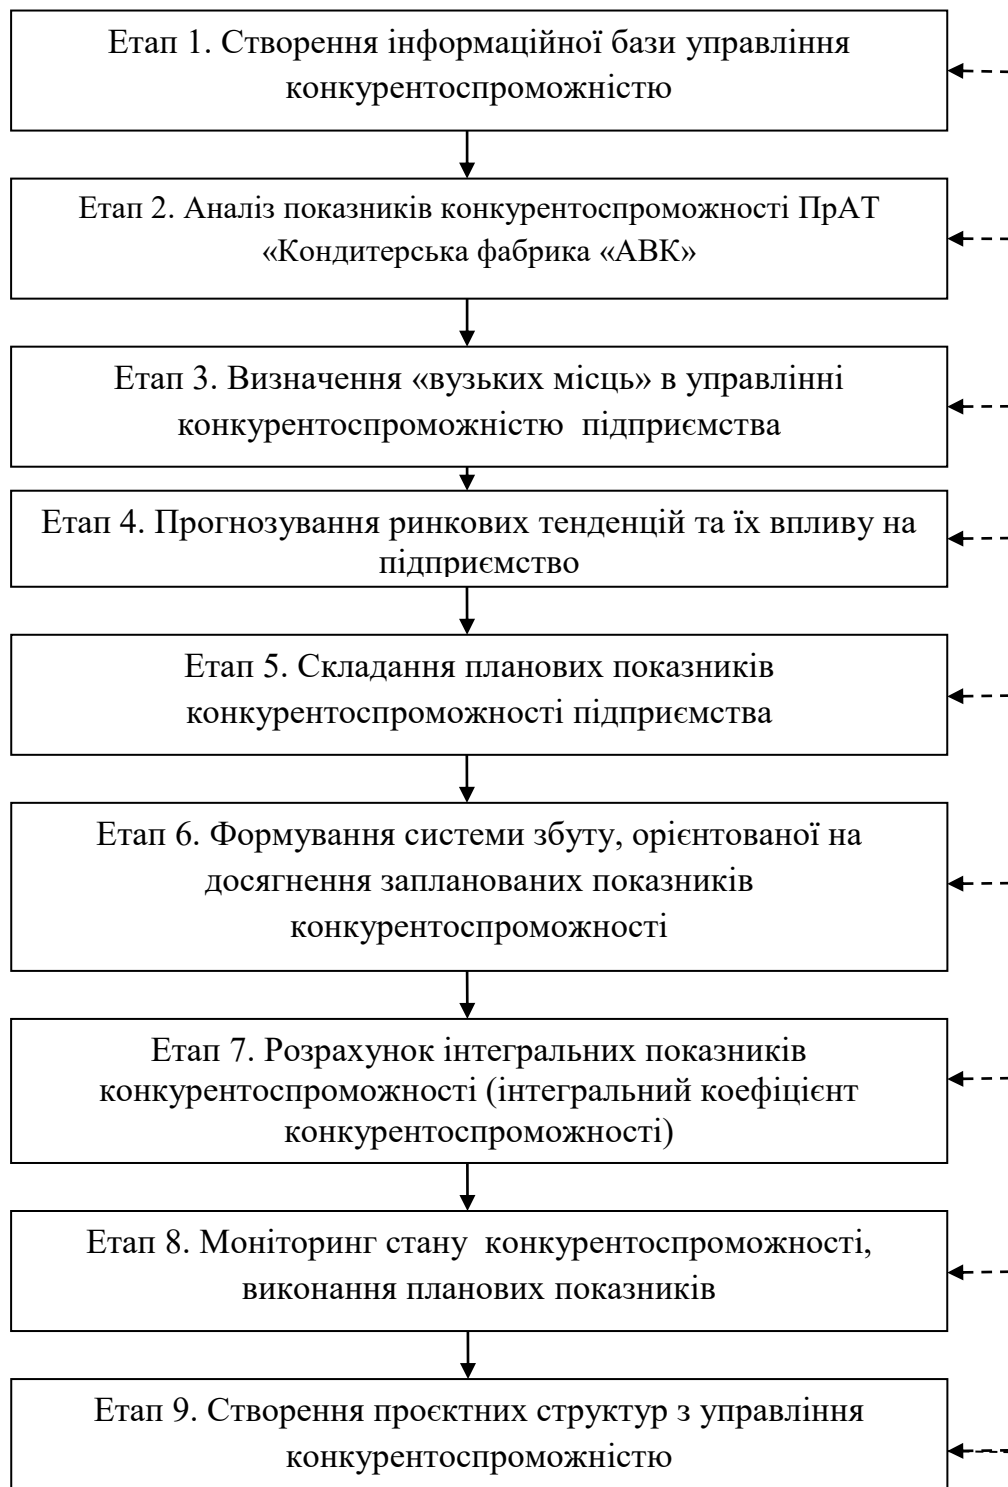 Етап 1. Створення інформаційної бази управління
конкурентоспроможністю
Етап 2. Аналіз показників конкурентоспроможності ПрАТ
«Кондитерська фабрика «АВК»
Етап 3. Визначення «вузьких місць» в управлінні
конкурентоспроможністю підприємства
Етап 4. Прогнозування ринкових тенденцій та їх впливу на
підприємство
Етап 5. Складання планових показників
конкурентоспроможності підприємства
Етап 6. Формування системи збуту, орієнтованої на
досягнення запланованих показників
конкурентоспроможності
Етап 7. Розрахунок інтегральних показників
конкурентоспроможності (інтегральний коефіцієнт
конкурентоспроможності)
Етап 8. Моніторинг стану конкурентоспроможності,
виконання планових показників
Етап 9. Створення проєктних структур з управління
конкурентоспроможністю